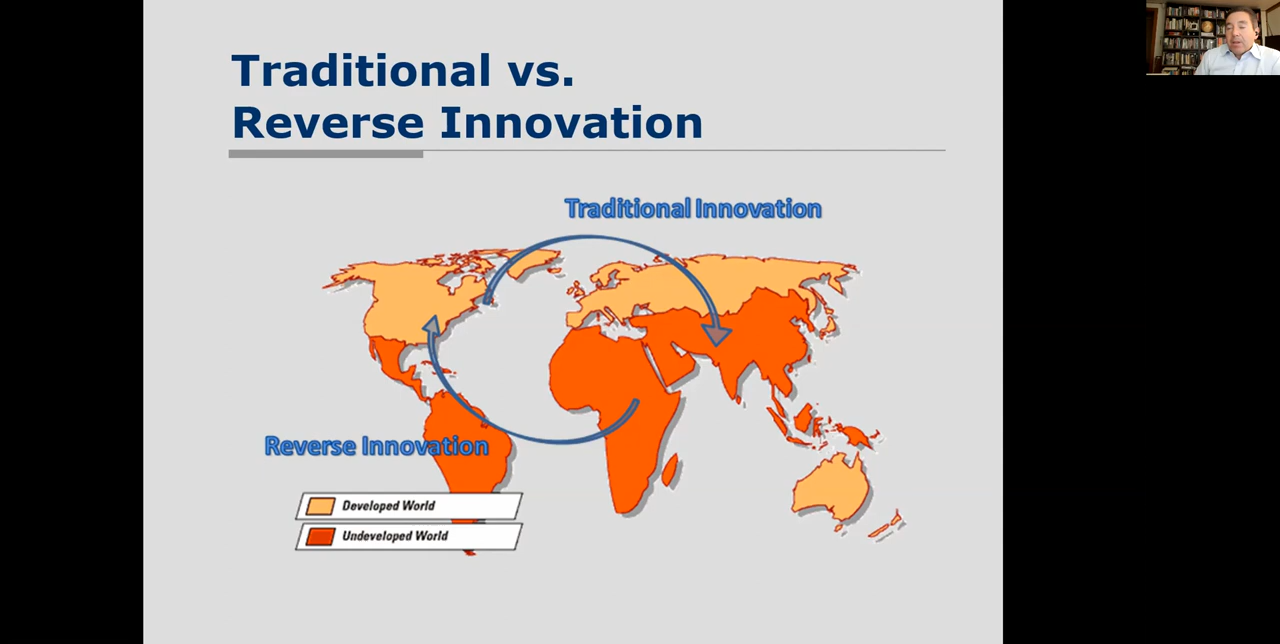 Traditional vs.
Reverse Innovation
Traditional Innovation
Reverse Innovation
Developed World
Undeveloped World